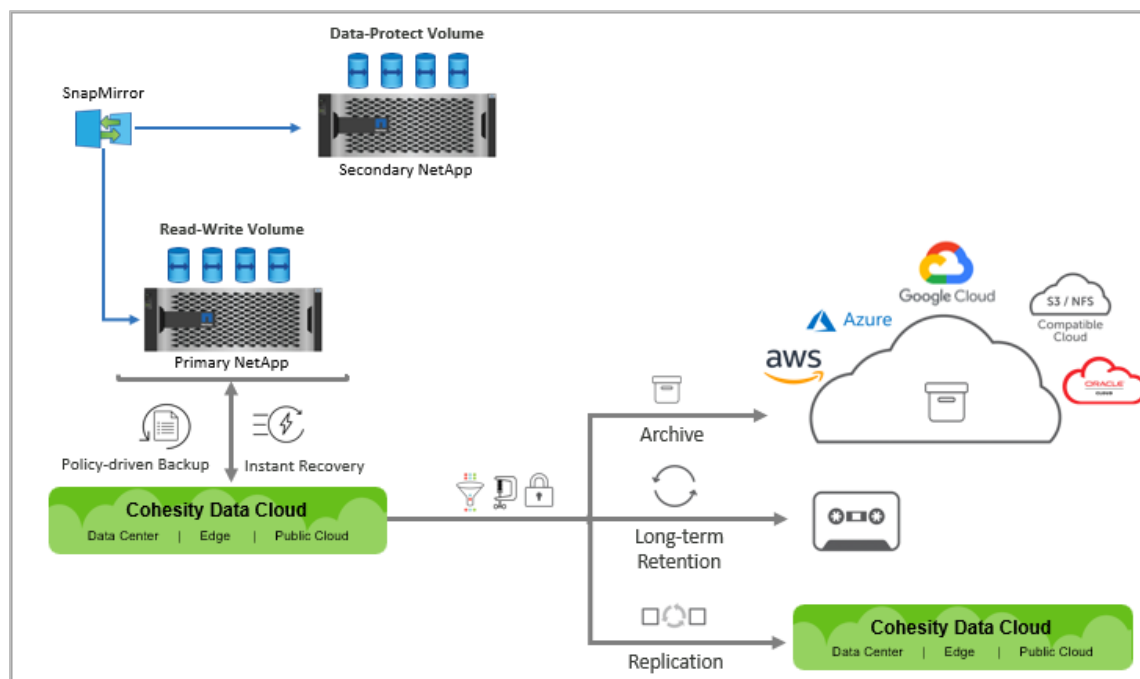 Data-Protect Volume
SnapMirror
Secondary NetApp
Read-Write Volume
Primary NetApp
Policy-driven Backup
Instant Recovery
Cohesity Data Cloud
Data Center | Edge | Public Cloud
Archive
Long-term
Retention
Replication
Google Cloud
S3 / NFS
Compatible
Cloud
Azure
aws
ORACLE
CLOUD
Cohesity Data Cloud
Data Center | Edge | Public Cloud